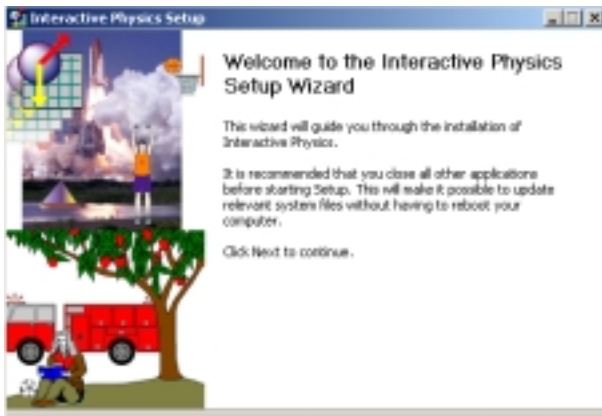 Interactive Physics Setup
Welcome to the Interactive Physics
Setup Wizard
This wizard will guide you through the installation of
Interactive Physics.
It is recommended that you close all other applications
before starting Setup. This will make it possible to update
relevant system files without having to reboot your
computer.
Click Next to continue.